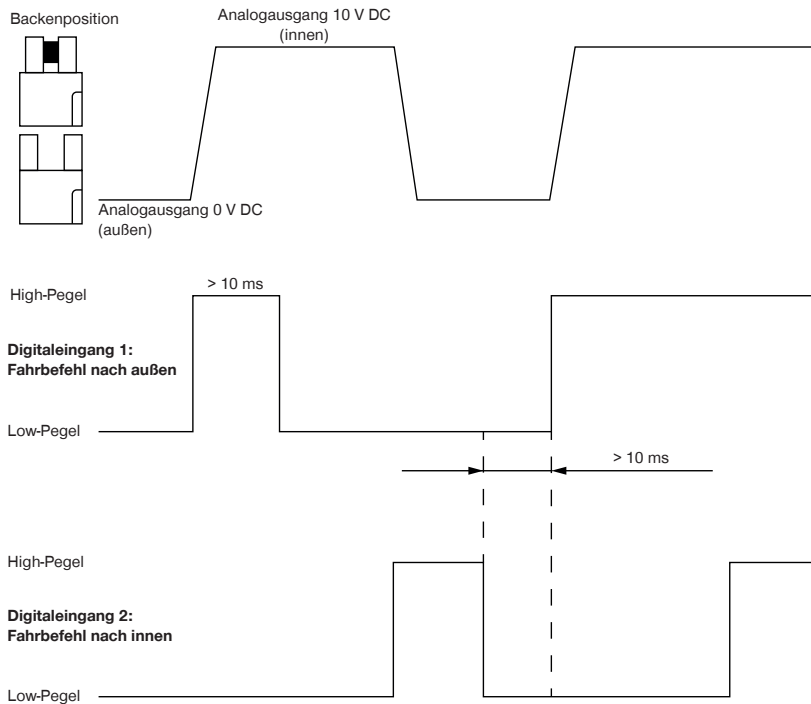 Backenposition
Analogausgang 10 V DC
(innen)
Analogausgang 0 V DC
(außen)
> 10 ms
High-Pegel
Digitaleingang 1:
Fahrbefehl nach außen
Low-Pegel
> 10 ms
High-Pegel
Digitaleingang 2:
Fahrbefehl nach innen
Low-Pegel